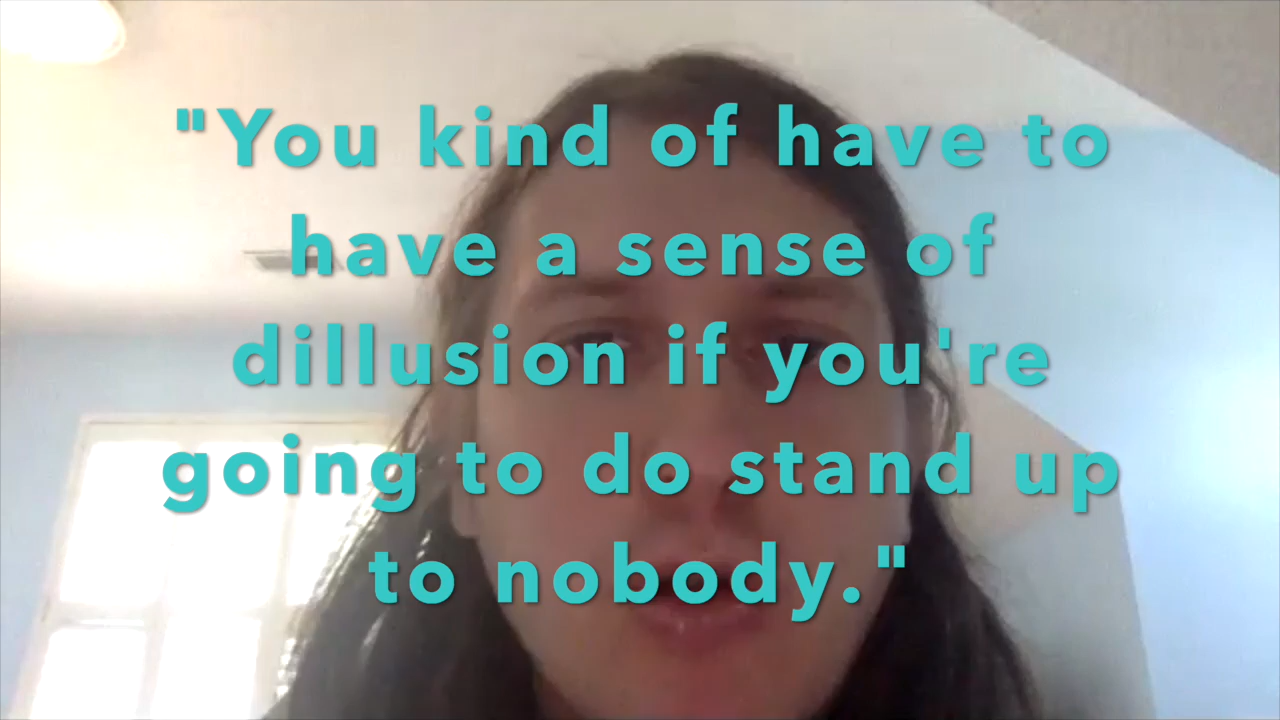 "You kind of have to
have a sense of
dillusion if you're
going to do stand up
to nobody."